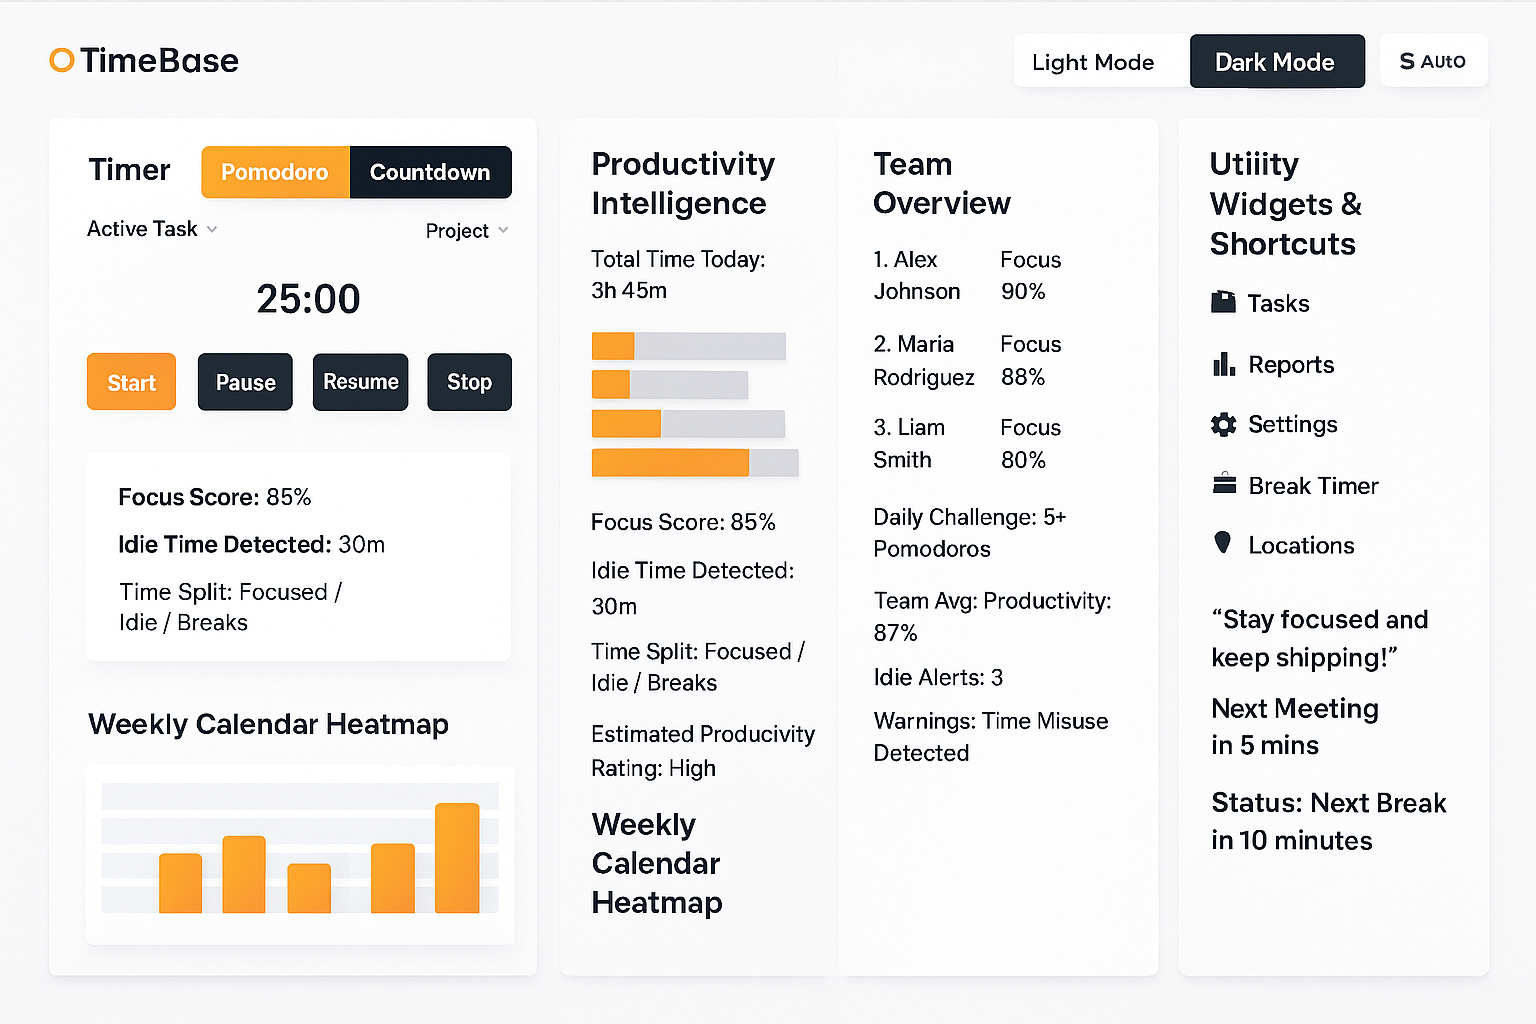 TimeBase
Light Mode
Dark Mode
S AUtO
Timer
Pomodoro
Countdown
Active Task
Project
25:00
Start
Pause
Resume
Stop
Focus Score: 85%
Idie Time Detected: 30m
Time Split: Focused /
Idie / Breaks
Weekly Calendar Heatmap
Productivity
Intelligence
Total Time Today:
3h 45m
Focus Score: 85%
Idie Time Detected:
30m
Time Split: Focused /
Idie / Breaks
Estimated Producivity
Rating: High
Weekly
Calendar
Heatmap
Team
Overview
1. Alex Focus
Johnson 90%
2. Maria Focus
Rodriguez 88%
3. Liam Focus
Smith 80%
Daily Challenge: 5+
Pomodoros
Team Avg: Productivity:
87%
Idie Alerts: 3
Warnings: Time Misuse
Detected
Utiiity
Widgets &
Shortcuts
Tasks
Reports
Settings
Break Timer
Locations
“Stay focused and
keep shipping!”
Next Meeting
in 5 mins
Status: Next Break
in 10 minutes